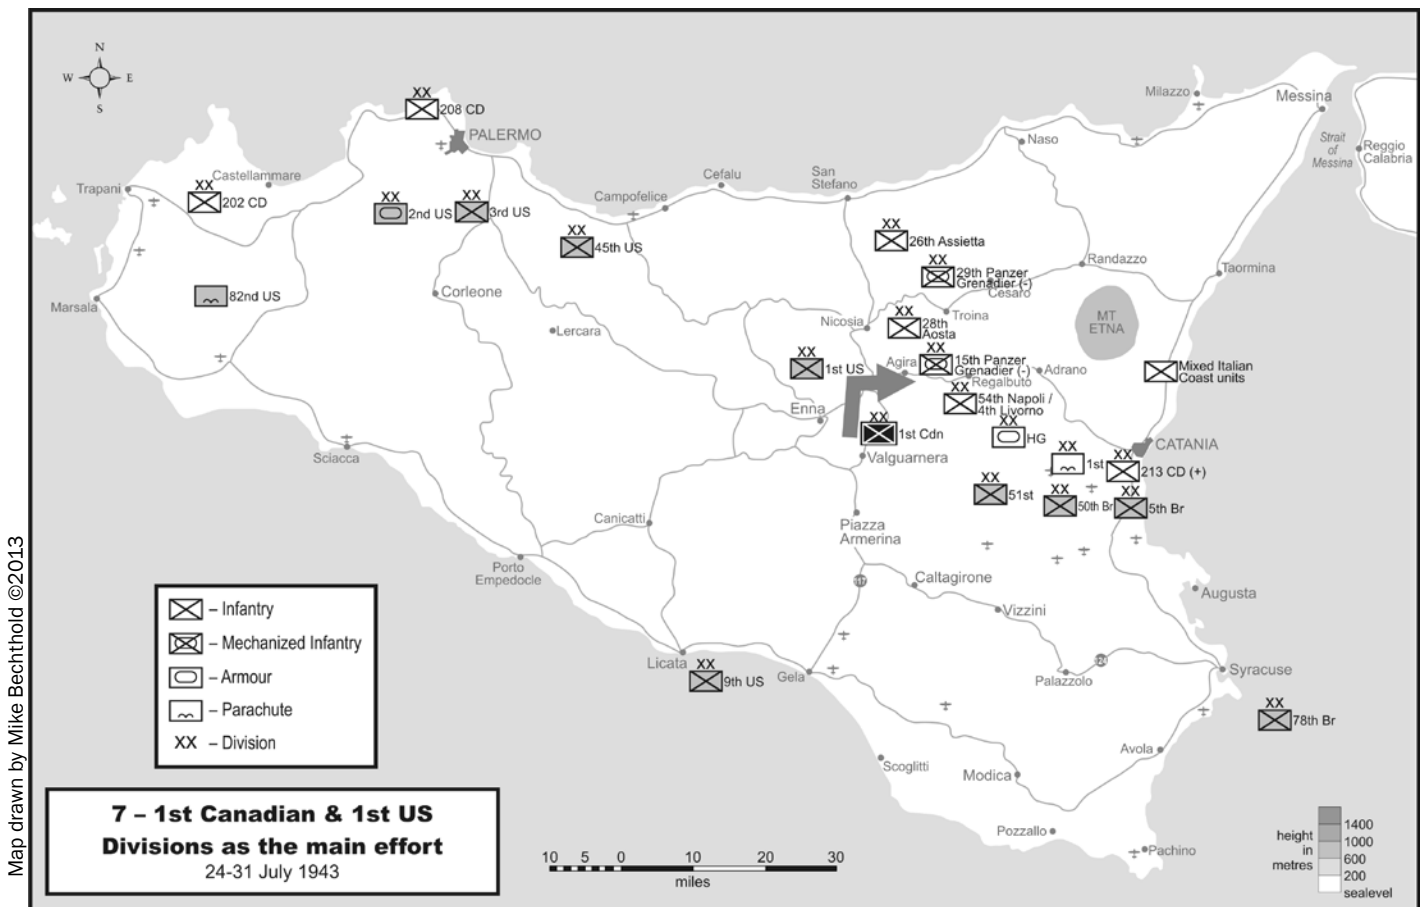 N
W E
S
XX
208 CD
PALERMO
Milazzo
Messina
Strait
of
Messina
Reggio
Calabria
Naso
Trapani
Castellammare
XX
202 CD
XX
2nd US
XX
3rd US
Campofelice
Cefalu
San
Stefano
XX
45th US
XX
26th Assietta
XX
29th Panzer
Grenadier (-)
Cesaro
Randazzo
Taormina
82nd US
Marsala
Corleone
Lercara
Nicosia
XX
28th
Aosta
Troina
MT
ETNA
XX
1st US
Agira
XX
15th Panzer
Grenadier (-)
Regalbuto
Adrano
Mixed Italian
Coast units
Enna
XX
54th Napoli /
4th Livorno
XX
1st Cdn
XX
HG
Valguarnera
XX
1st
CATANIA
XX
213 CD (+)
Sciacca
XX
51st
XX
50th Br
XX
5th Br
Canicatti
Piazza
Armerina
Porto
Empedocle
117
Caltagirone
Augusta
Vizzini
124
Licata
XX
9th US
Gela
Palazzolo
Syracuse
XX
78th Br
Avola
Scoglitti
Modica
Pozzallo
Pachino
– Infantry
– Mechanized Infantry
– Armour
– Parachute
XX – Division
7 – 1st Canadian & 1st US
Divisions as the main effort
24-31 July 1943
10 5 0 10 20 30
miles
height
in
metres
1400
1000
600
200
sealevel
Map drawn by Mike Bechthold ©2013